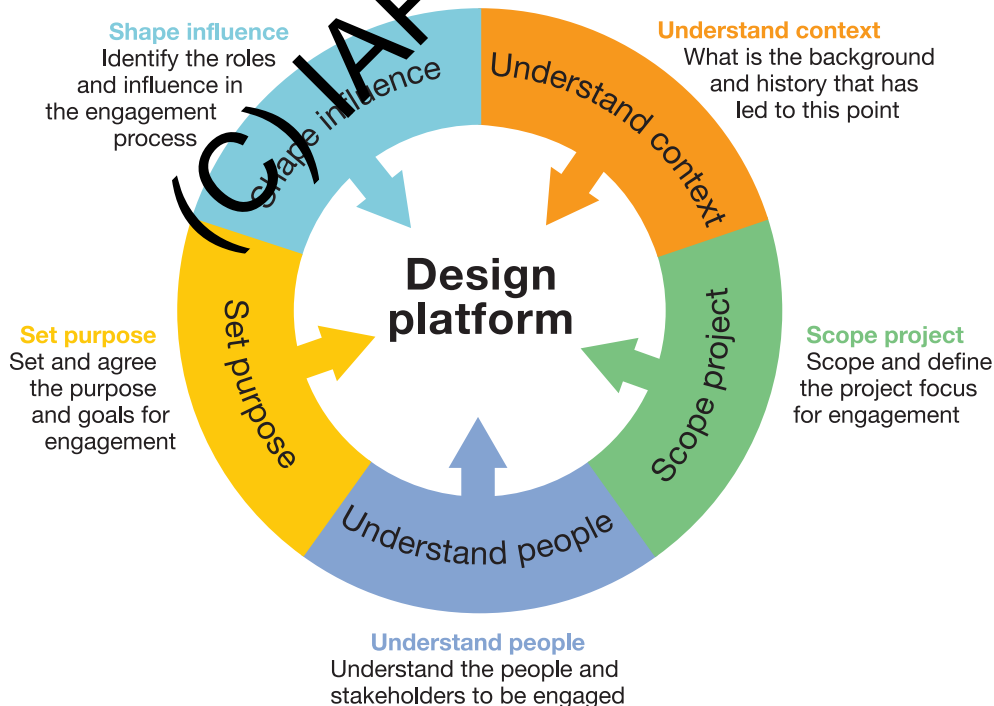 Shape influence
Identify the roles
and influence in
the engagement
process
Understand context
What is the background
and history that has
led to this point
Shape influence
Understand context
(C) IAP
Design
platform
Set purpose
Scope project
Understand people
Set purpose
Set and agree
the purpose
and goals for
engagement
Scope project
Scope and define
the project focus
for engagement
Understand people
Understand the people and
stakeholders to be engaged